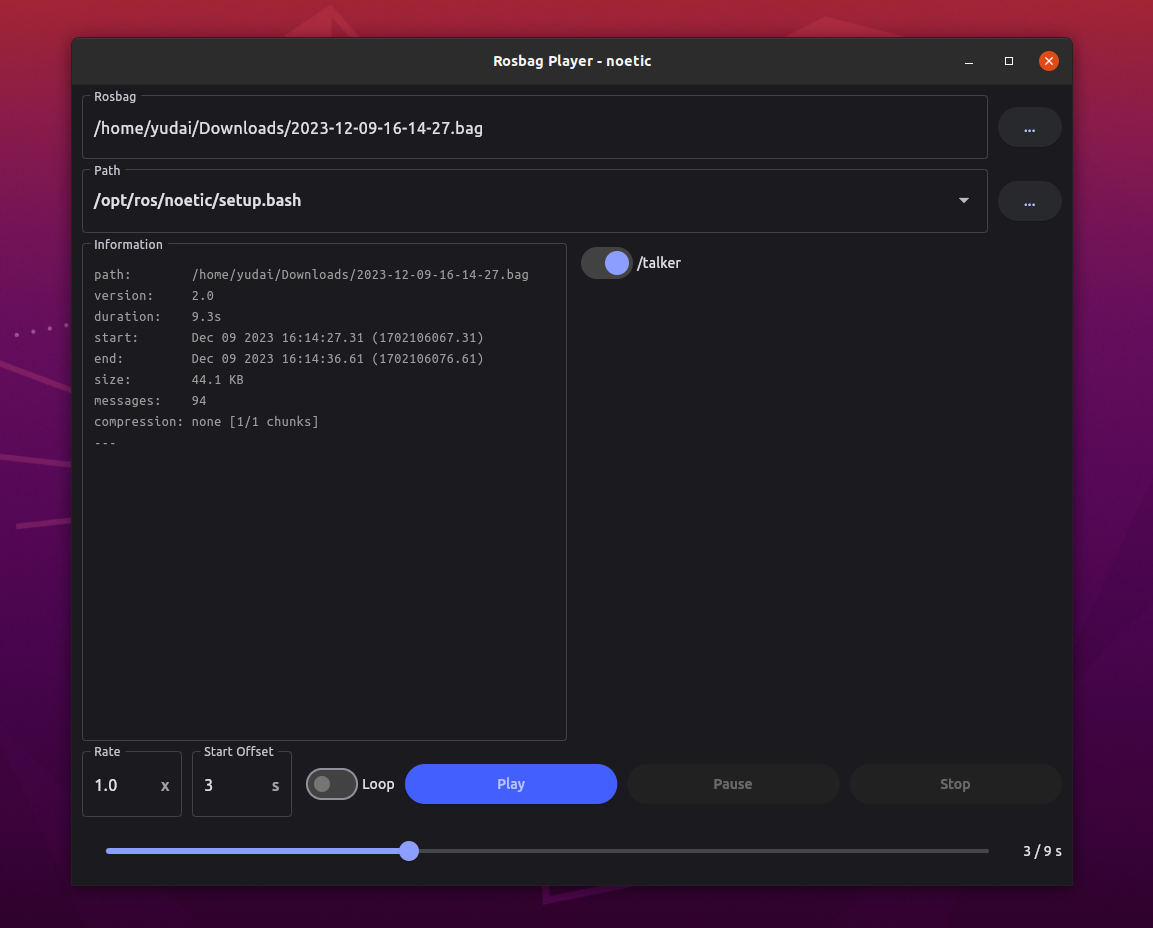 Rosbag Player - noetic
Rosbag
/home/yudai/Downloads/2023-12-09-16-14-27.bag
...
Path
/opt/ros/noetic/setup.bash
...
Information
path: /home/yudai/Downloads/2023-12-09-16-14-27.bag
version: 2.0
duration: 9.3s
start: Dec 09 2023 16:14:27.31 (1702106067.31)
end: Dec 09 2023 16:14:36.61 (1702106076.61)
size: 44.1 KB
messages: 94
compression: none [1/1 chunks]
---
/talker
Rate
1.0 x
Start Offset
3 s
Loop
Play
Pause
Stop
3 / 9 s